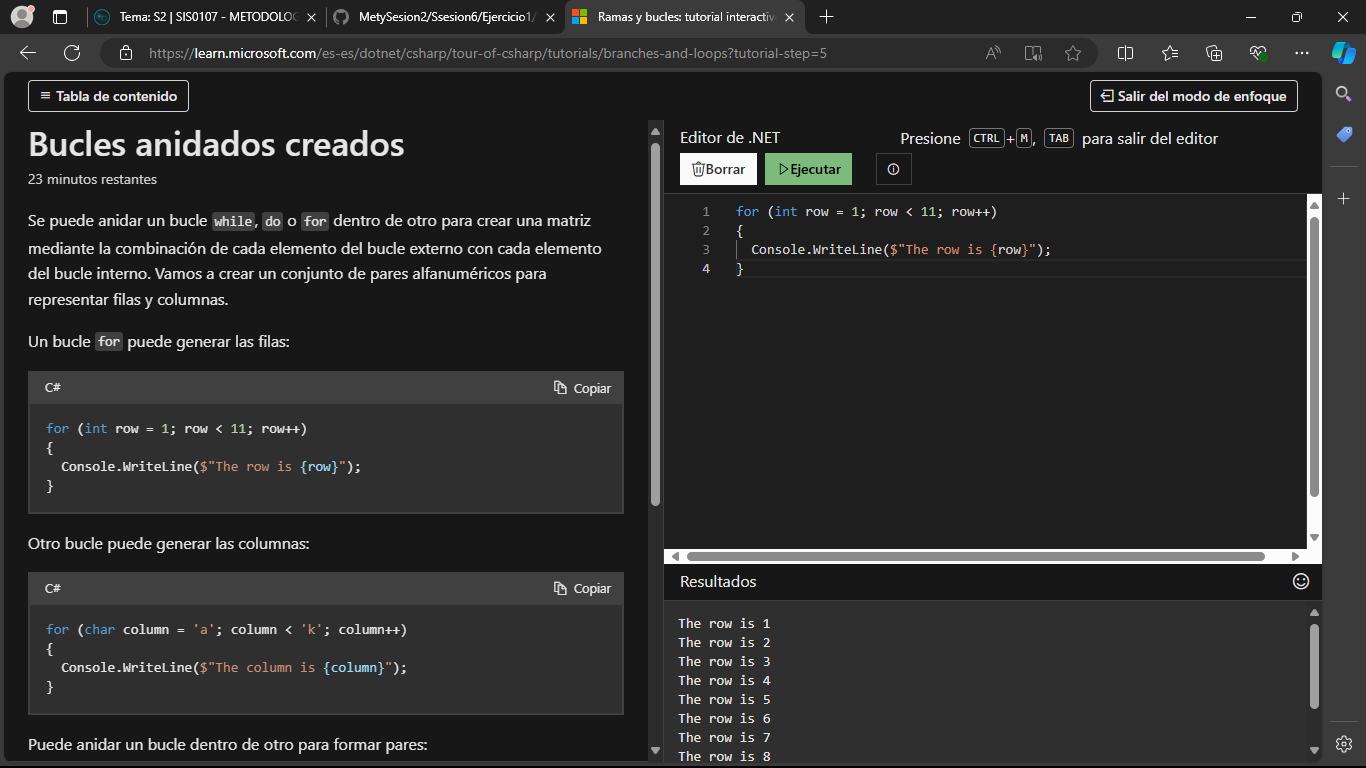 Tema: S2 | SIS0107 - METODOLOG
MetySesion2/Ssesion6/Ejercicio1/
Ramas y bucles: tutorial interactiv
https://learn.microsoft.com/es-es/dotnet/csharp/tour-of-csharp/tutorials/branches-and-loops?tutorial-step=5
Tabla de contenido
Salir del modo de enfoque
Bucles anidados creados
23 minutos restantes
Se puede anidar un bucle while, do o for dentro de otro para crear una matriz
mediante la combinación de cada elemento del bucle externo con cada elemento
del bucle interno. Vamos a crear un conjunto de pares alfanuméricos para
representar filas y columnas.
Un bucle for puede generar las filas:
C# Copiar
for (int row = 1; row < 11; row++)
{
Console.WriteLine($"The row is {row}");
}
Otro bucle puede generar las columnas:
C# Copiar
for (char column = 'a'; column < 'k'; column++)
{
Console.WriteLine($"The column is {column}");
}
Puede anidar un bucle dentro de otro para formar pares:
Editor de .NET
Presione CTRL+M, TAB para salir del editor
Borrar
Ejecutar
1 for (int row = 1; row < 11; row++)
2 {
3 Console.WriteLine($"The row is {row}");
4 }
Resultados
The row is 1
The row is 2
The row is 3
The row is 4
The row is 5
The row is 6
The row is 7
The row is 8